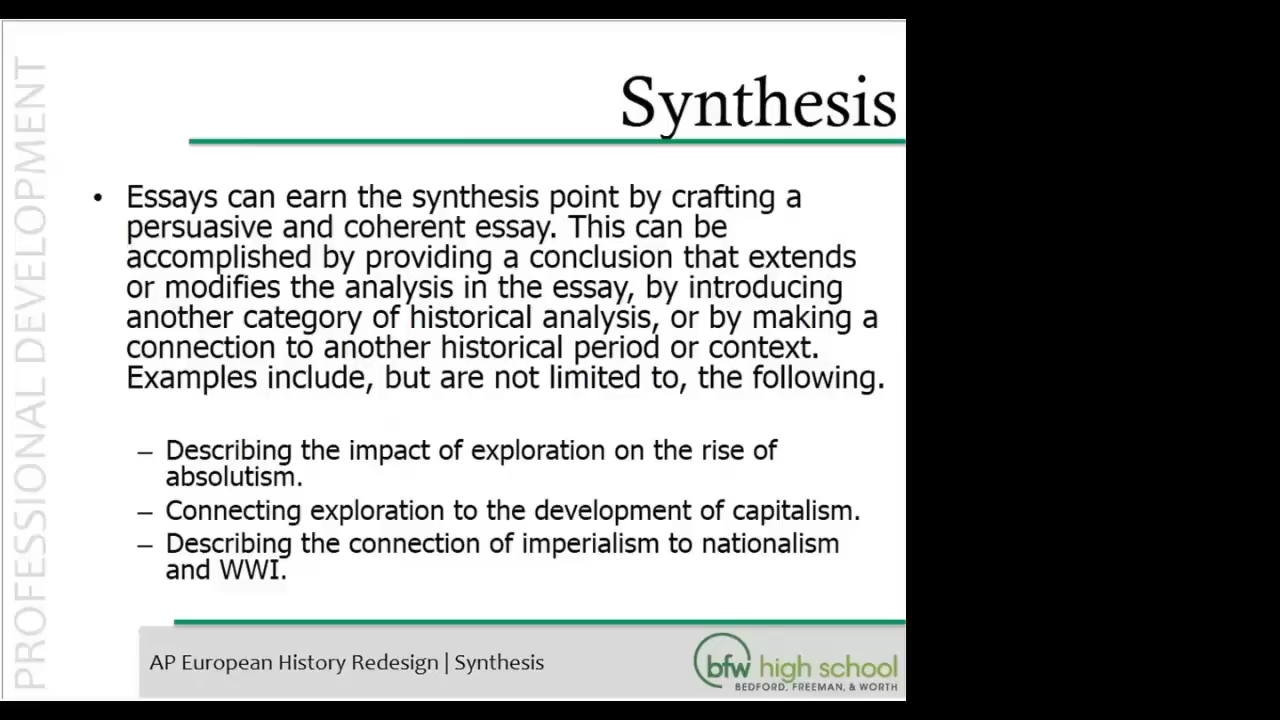 PROFESSIONAL DEVELOPMENT
Synthesis
• Essays can earn the synthesis point by crafting a
persuasive and coherent essay. This can be
accomplished by providing a conclusion that extends
or modifies the analysis in the essay, by introducing
another category of historical analysis, or by making a
connection to another historical period or context.
Examples include, but are not limited to, the following.
– Describing the impact of exploration on the rise of
absolutism.
– Connecting exploration to the development of capitalism.
– Describing the connection of imperialism to nationalism
and WWI.
AP European History Redesign | Synthesis
bfw high school
BEDFORD, FREEMAN, & WORTH